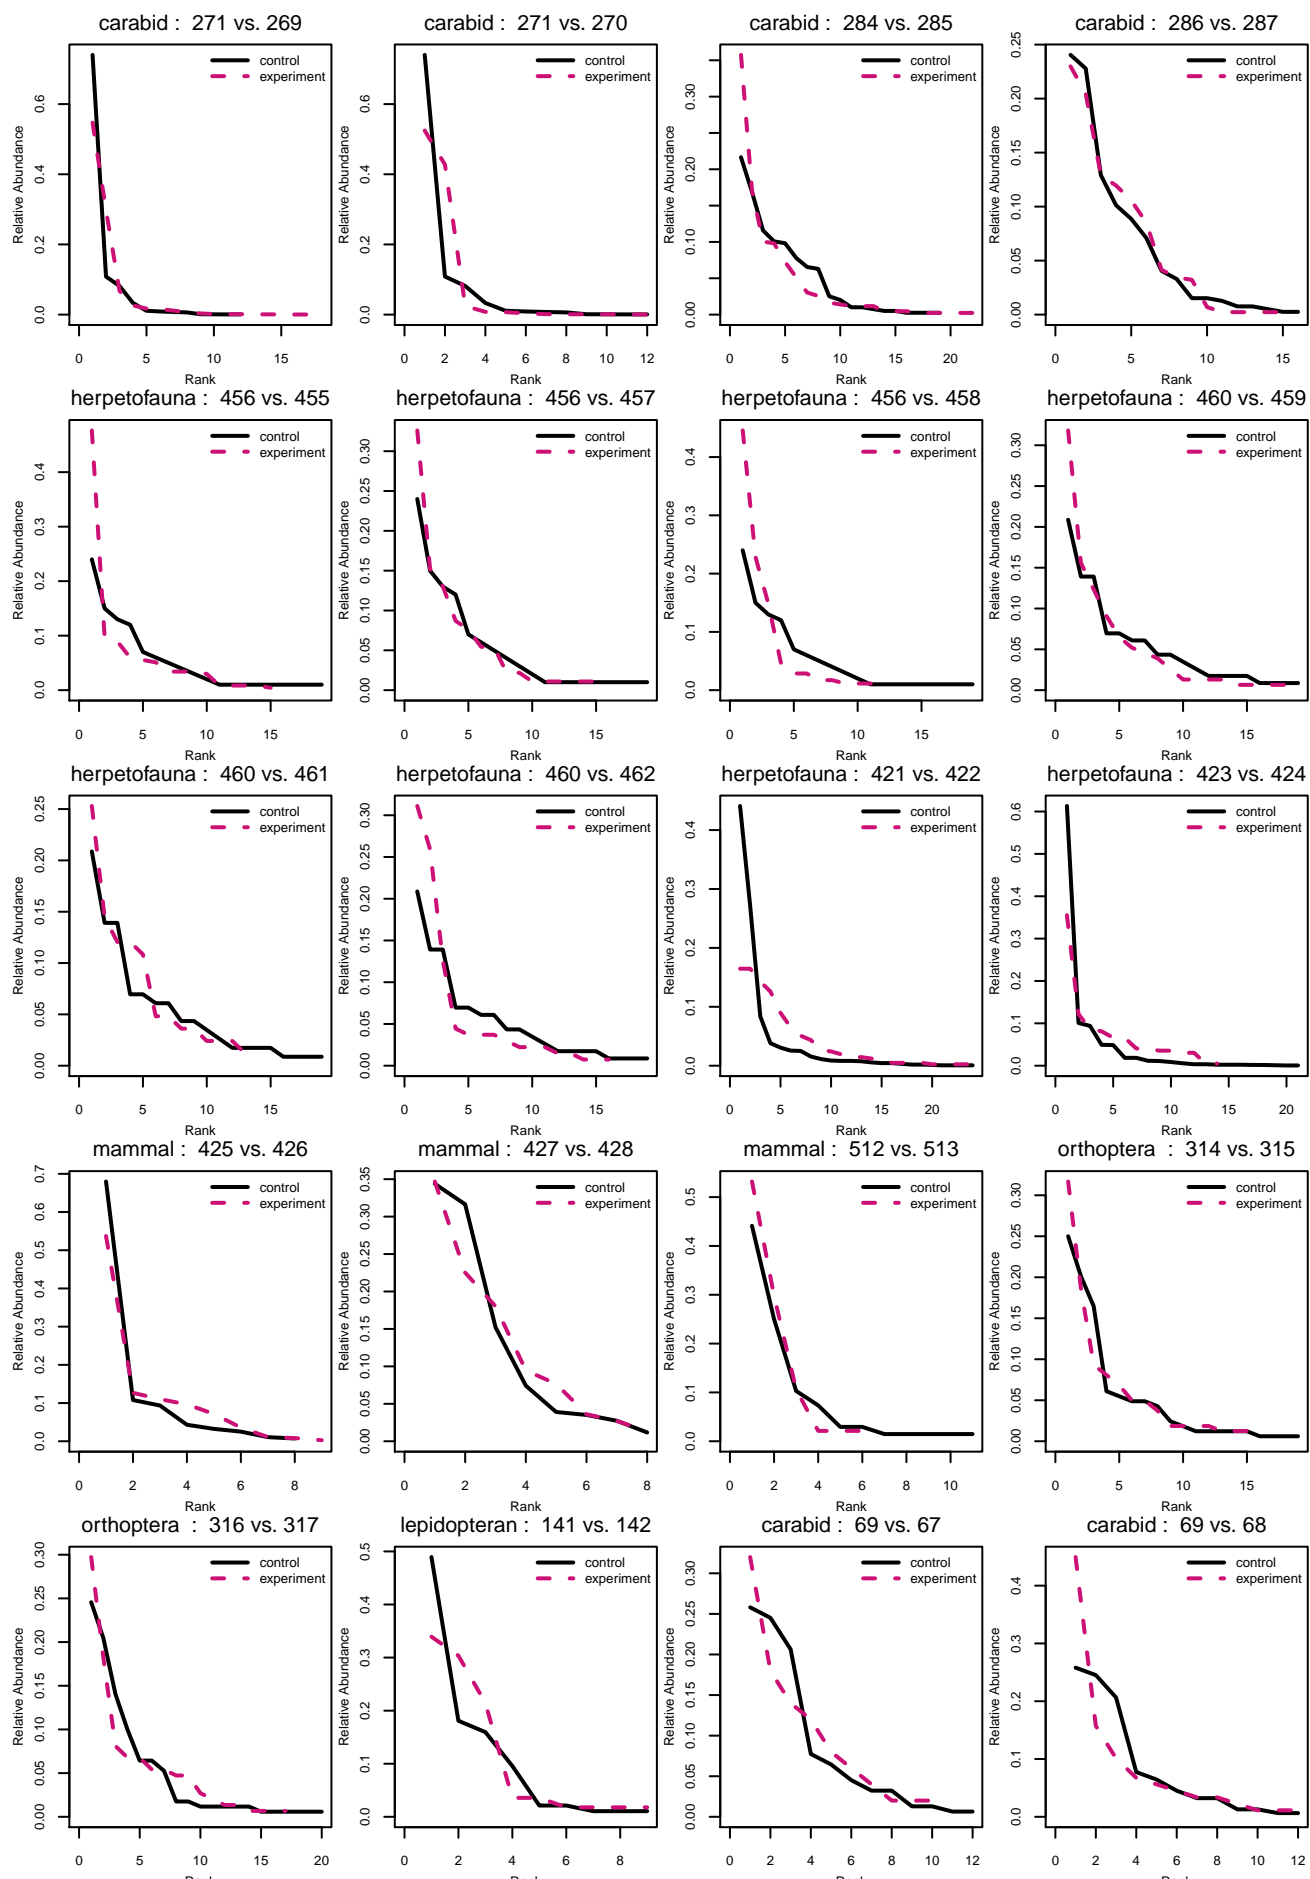 carabid : 271 vs. 269
control
experiment
Relative Abundance
0.0 0.2 0.4 0.6
0 5 10 15
Rank
carabid : 271 vs. 270
control
experiment
Relative Abundance
0.0 0.2 0.4 0.6
0 2 4 6 8 10 12
Rank
carabid : 284 vs. 285
control
experiment
Relative Abundance
0.00 0.10 0.20 0.30
0 5 10 15 20
Rank
carabid : 286 vs. 287
control
experiment
Relative Abundance
0.00 0.05 0.10 0.15 0.20 0.25
0 5 10 15
Rank
herpetofauna : 456 vs. 455
control
experiment
Relative Abundance
0.0 0.1 0.2 0.3 0.4
0 5 10 15
Rank
herpetofauna : 456 vs. 457
control
experiment
Relative Abundance
0.00 0.05 0.10 0.15 0.20 0.25 0.30
0 5 10 15
Rank
herpetofauna : 456 vs. 458
control
experiment
Relative Abundance
0.0 0.1 0.2 0.3 0.4
0 5 10 15
Rank
herpetofauna : 460 vs. 459
control
experiment
Relative Abundance
0.00 0.05 0.10 0.15 0.20 0.25 0.30
0 5 10 15
Rank
herpetofauna : 460 vs. 461
control
experiment
Relative Abundance
0.00 0.05 0.10 0.15 0.20 0.25
0 5 10 15
Rank
herpetofauna : 460 vs. 462
control
experiment
Relative Abundance
0.00 0.05 0.10 0.15 0.20 0.25 0.30
0 5 10 15
Rank
herpetofauna : 421 vs. 422
control
experiment
Relative Abundance
0.0 0.1 0.2 0.3 0.4
0 5 10 15 20
Rank
herpetofauna : 423 vs. 424
control
experiment
Relative Abundance
0.0 0.1 0.2 0.3 0.4 0.5 0.6
0 5 10 15 20
Rank
mammal : 425 vs. 426
control
experiment
Relative Abundance
0.0 0.1 0.2 0.3 0.4 0.5 0.6 0.7
0 2 4 6 8
Rank
mammal : 427 vs. 428
control
experiment
Relative Abundance
0.00 0.05 0.10 0.15 0.20 0.25 0.30 0.35
0 2 4 6 8
Rank
mammal : 512 vs. 513
control
experiment
Relative Abundance
0.0 0.1 0.2 0.3 0.4 0.5
0 2 4 6 8 10
Rank
orthoptera : 314 vs. 315
control
experiment
Relative Abundance
0.00 0.05 0.10 0.15 0.20 0.25 0.30
0 5 10 15
Rank
orthoptera : 316 vs. 317
control
experiment
Relative Abundance
0.00 0.05 0.10 0.15 0.20 0.25 0.30
0 5 10 15 20
lepidopteran : 141 vs. 142
control
experiment
Relative Abundance
0.0 0.1 0.2 0.3 0.4 0.5
0 2 4 6 8
carabid : 69 vs. 67
control
experiment
Relative Abundance
0.00 0.05 0.10 0.15 0.20 0.25 0.30
0 2 4 6 8 10 12
carabid : 69 vs. 68
control
experiment
Relative Abundance
0.0 0.1 0.2 0.3 0.4
0 2 4 6 8 10 12